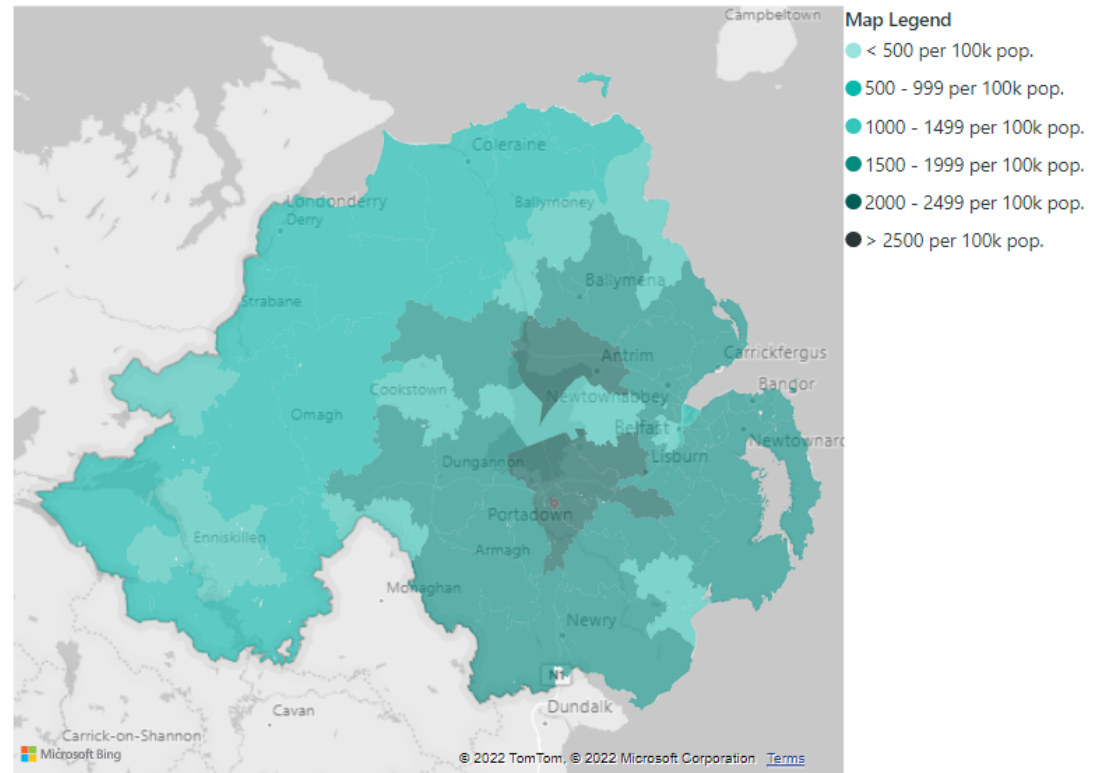 Campbeltown
Map Legend
< 500 per 100k pop.
500 - 999 per 100k pop.
1000 - 1499 per 100k pop.
1500 - 1999 per 100k pop.
2000 - 2499 per 100k pop.
> 2500 per 100k pop.
Coleraine
Londonderry
Derry
Ballymoney
Ballymena
Strabane
Antrim
Carrickfergus
Cookstown
Bangor
Newtownabbey
Omagh
Belfast
Newtownarc
Dungannon
Lisburn
Portadown
Enniskillen
Armagh
Monaghan
Newry
N1
Dundalk
Cavan
Carrick-on-Shannon
Microsoft Bing
© 2022 TomTom, © 2022 Microsoft Corporation Terms